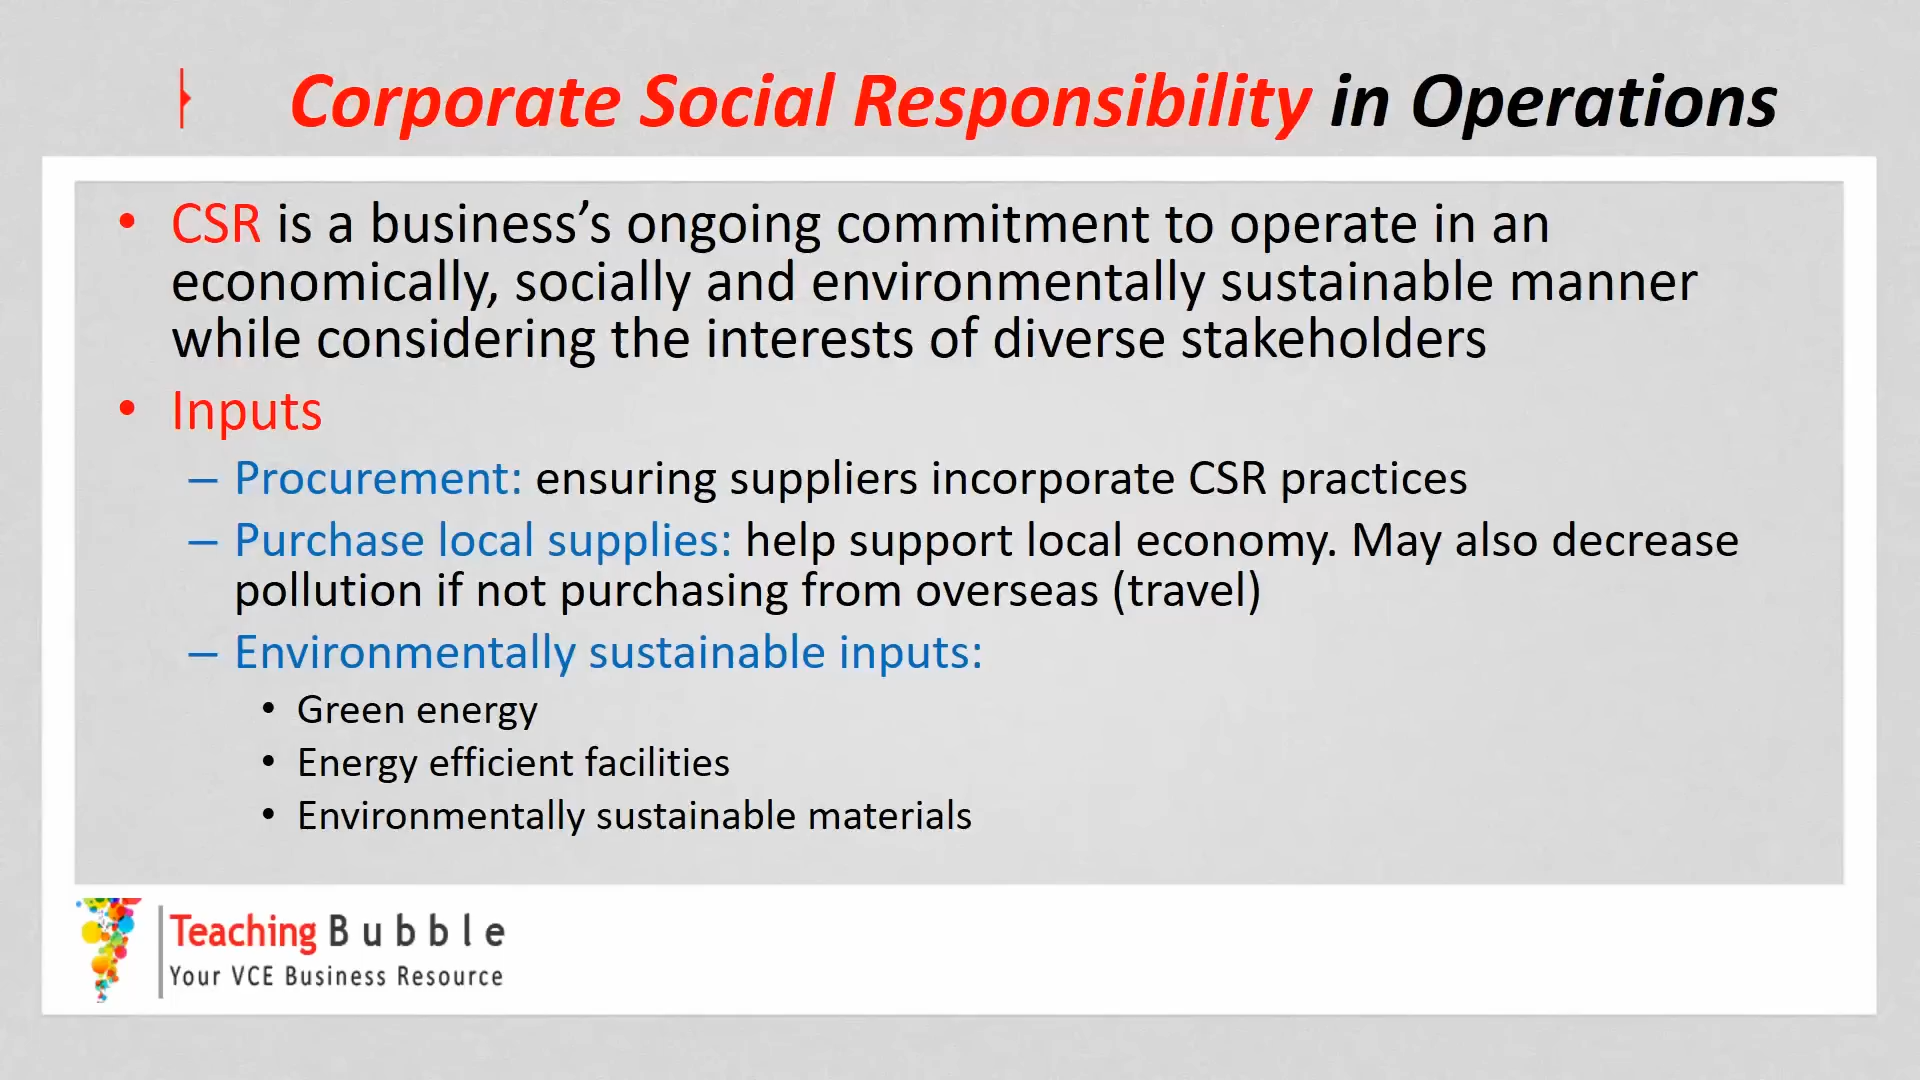 Corporate Social Responsibility in Operations
• CSR is a business’s ongoing commitment to operate in an
economically, socially and environmentally sustainable manner
while considering the interests of diverse stakeholders
• Inputs
– Procurement: ensuring suppliers incorporate CSR practices
– Purchase local supplies: help support local economy. May also decrease
pollution if not purchasing from overseas (travel)
– Environmentally sustainable inputs:
• Green energy
• Energy efficient facilities
• Environmentally sustainable materials
Teaching Bubble
Your VCE Business Resource